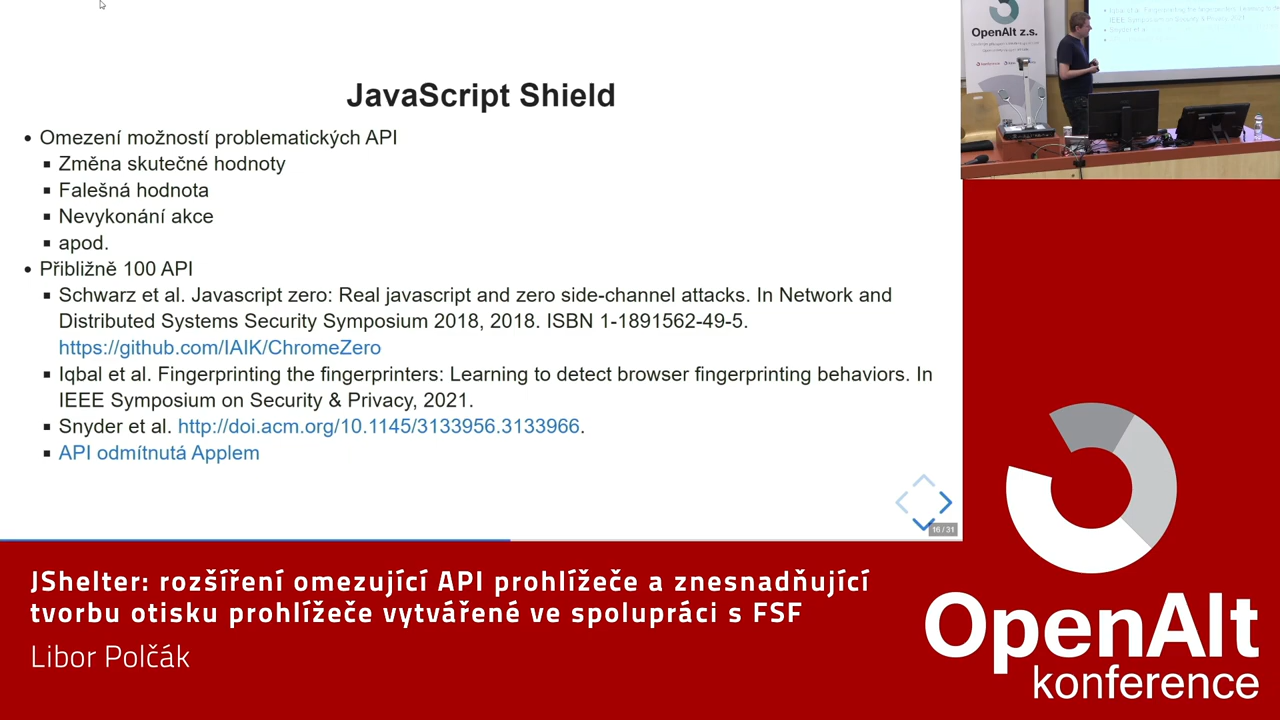 JavaScript Shield
Omezení možností problematických API
Změna skutečné hodnoty
Falešná hodnota
Nevykonání akce
apod.
Přibližně 100 API
Schwarz et al. Javascript zero: Real javascript and zero side-channel attacks. In Network and
Distributed Systems Security Symposium 2018, 2018. ISBN 1-1891562-49-5.
https://github.com/IAIK/ChromeZero
Iqbal et al. Fingerprinting the fingerprinters: Learning to detect browser fingerprinting behaviors. In
IEEE Symposium on Security & Privacy, 2021.
Snyder et al. http://doi.acm.org/10.1145/3133956.3133966.
API odmítnutá Applem
16 / 31
OpenAlt z.s.
JShelter: rozšíření omezující API prohlížeče a znesnadňující
tvorbu otisku prohlížeče vytvářené ve spolupráci s FSF
Libor Polčák
OpenAlt
konference